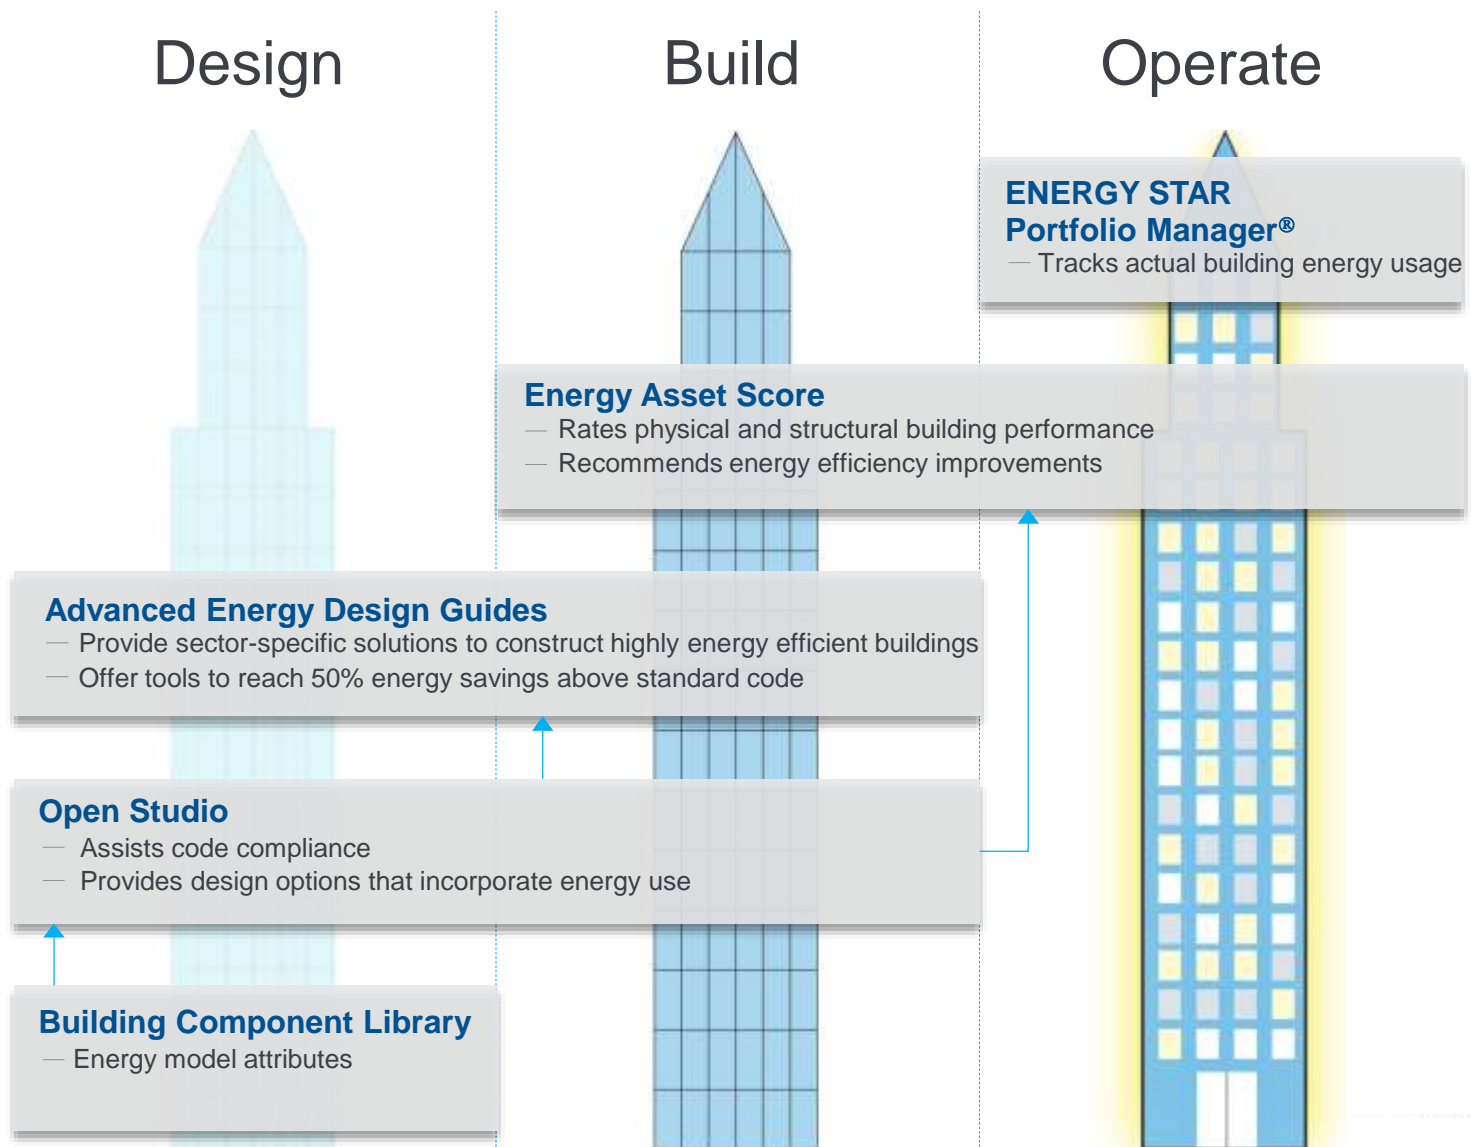 Design
Build
Operate
ENERGY STAR
Portfolio Manager®
— Tracks actual building energy usage
Energy Asset Score
— Rates physical and structural building performance
— Recommends energy efficiency improvements
Advanced Energy Design Guides
— Provide sector-specific solutions to construct highly energy efficient buildings
— Offer tools to reach 50% energy savings above standard code
Open Studio
— Assists code compliance
— Provides design options that incorporate energy use
Building Component Library
— Energy model attributes